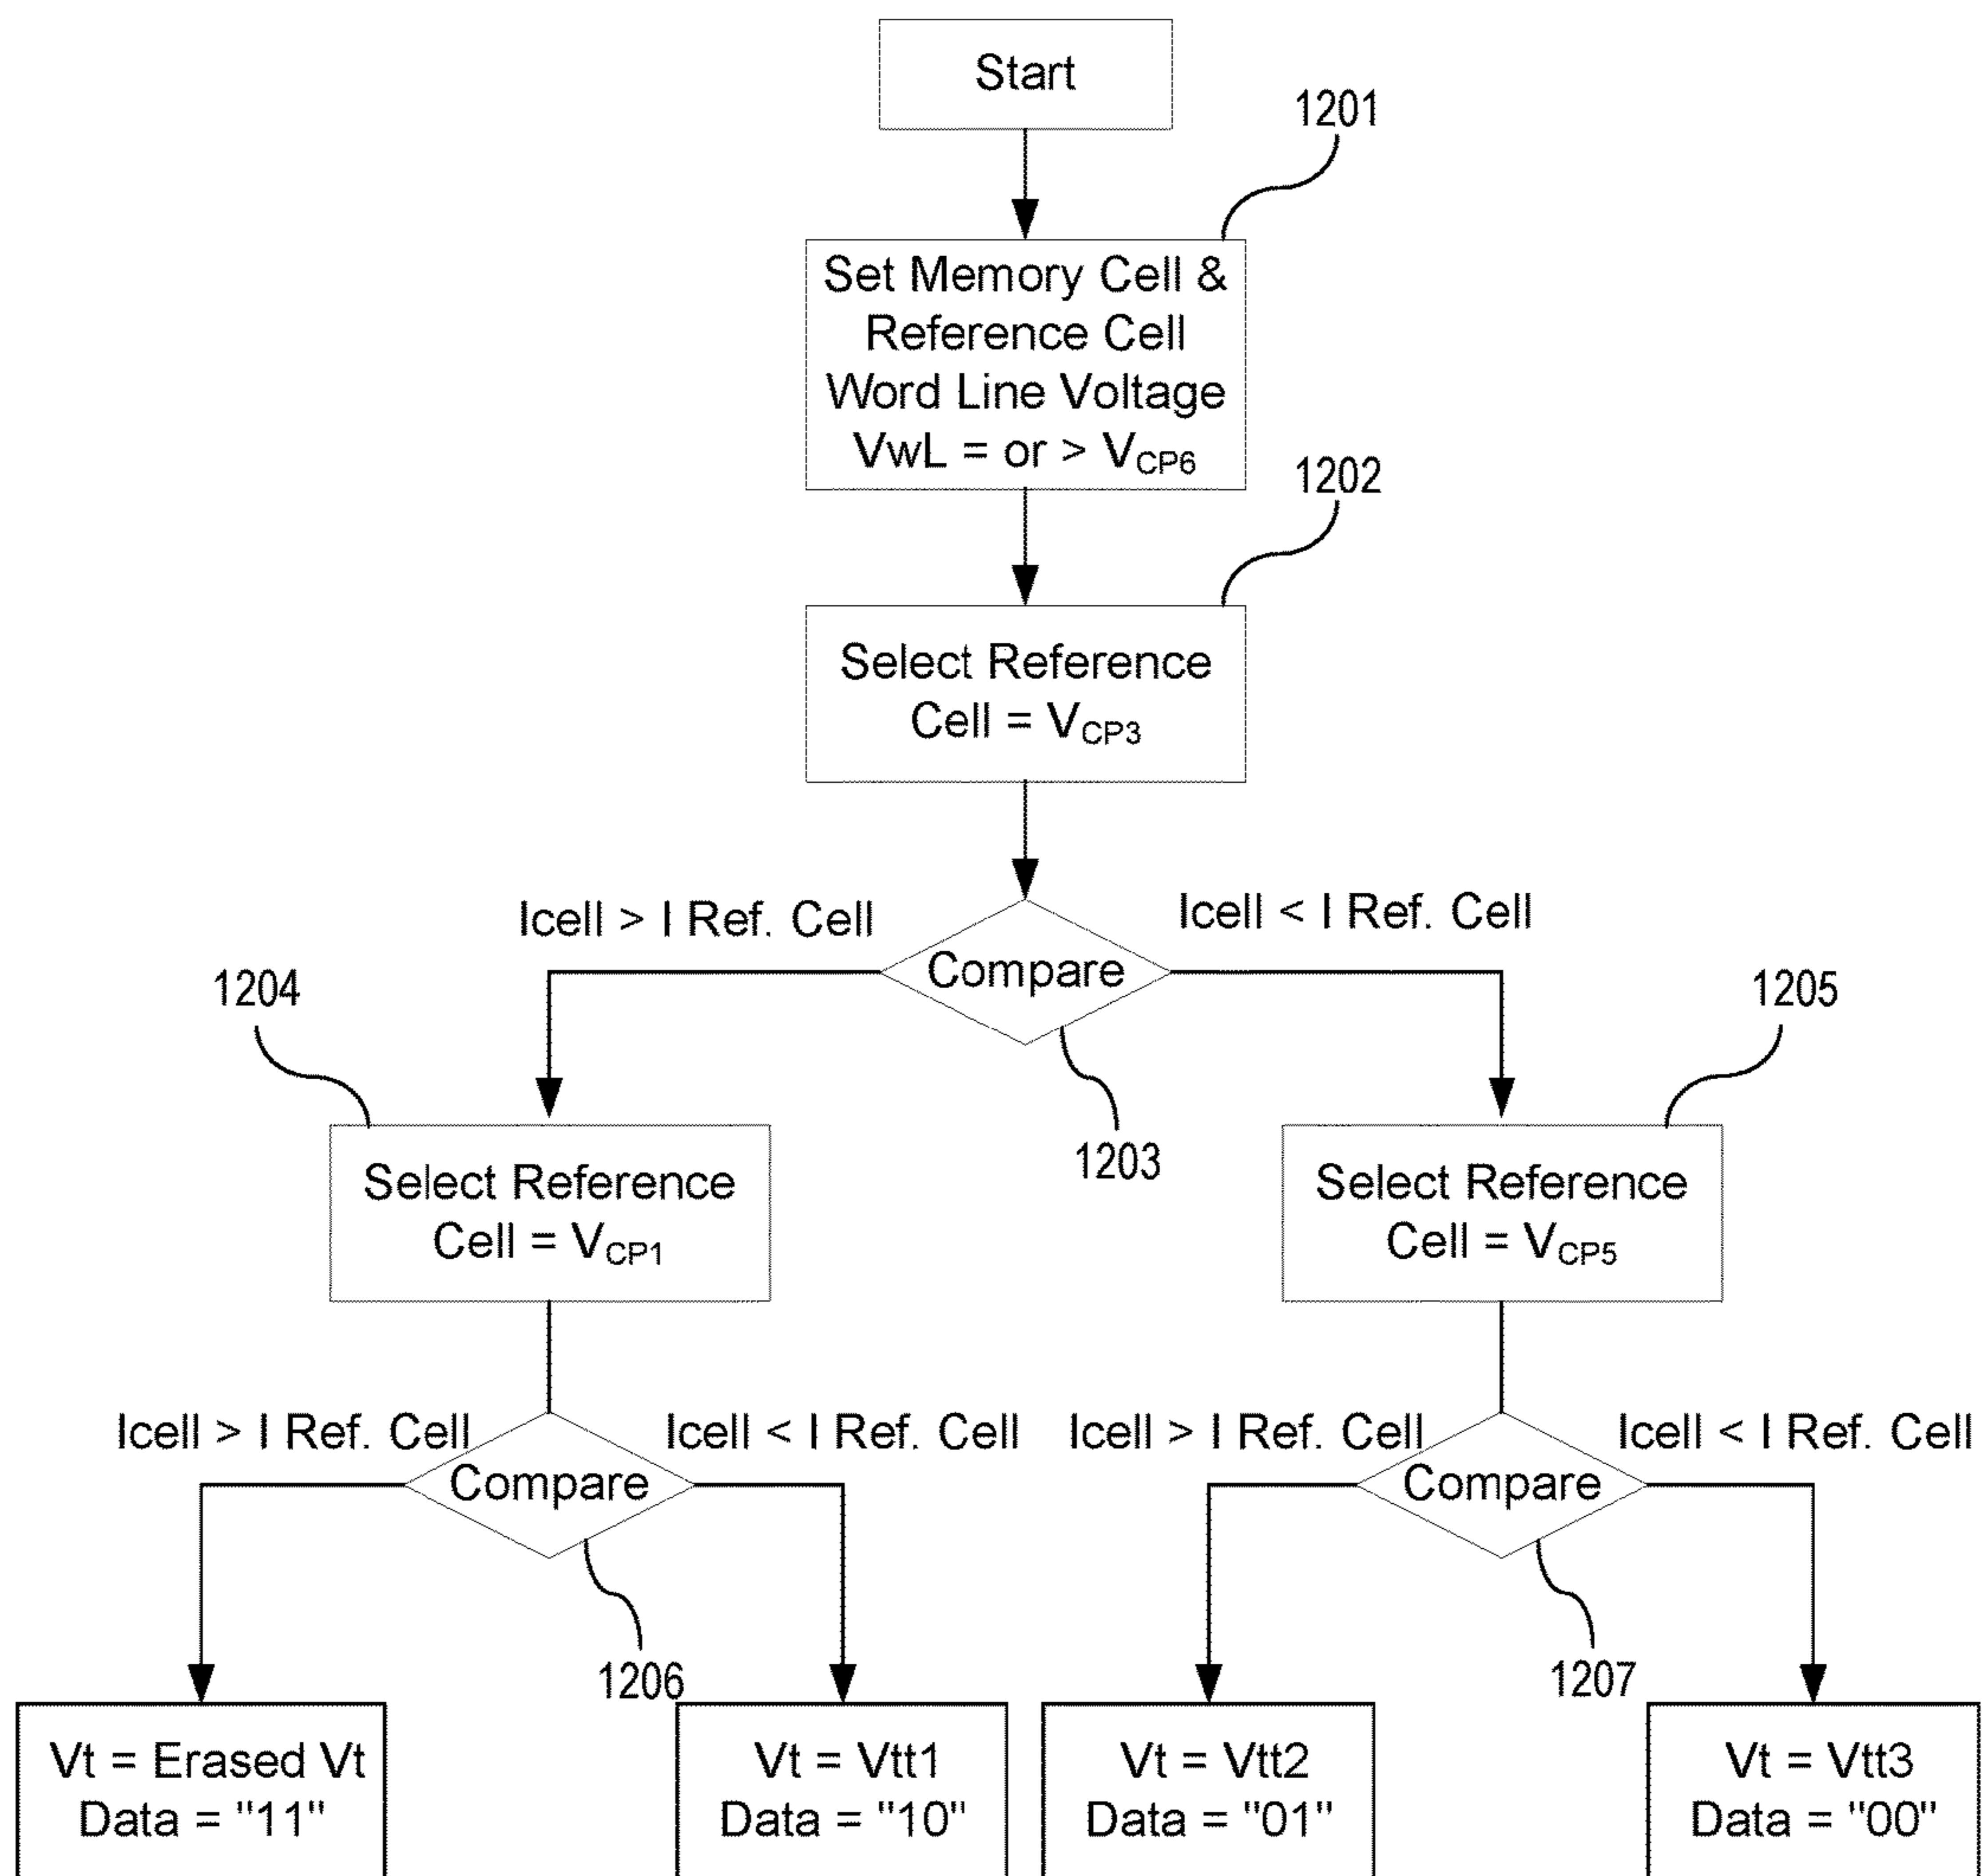 Start
1201
Set Memory Cell &
Reference Cell
Word Line Voltage
VwL = or > VCP6
1202
Select Reference
Cell = VCP3
Icell > I Ref. Cell
Icell < I Ref. Cell
Compare
1203
1204
1205
Select Reference
Cell = VCP1
Select Reference
Cell = VCP5
Icell > I Ref. Cell
Icell < I Ref. Cell
Icell > I Ref. Cell
Icell < I Ref. Cell
Compare
Compare
1206
1207
Vt = Erased Vt
Data = "11"
Vt = Vtt1
Data = "10"
Vt = Vtt2
Data = "01"
Vt = Vtt3
Data = "00"